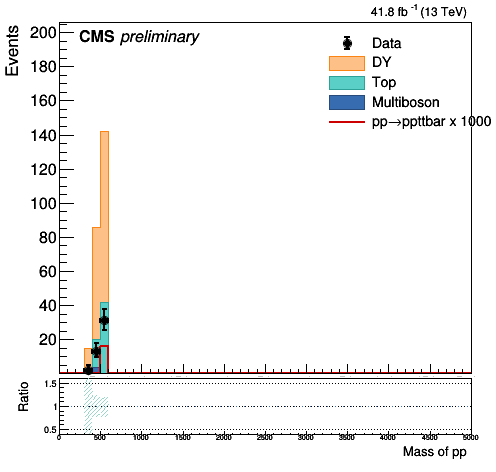 41.8 fb⁻¹ (13 TeV)
CMS preliminary
Events
200
180
160
140
120
100
80
60
40
20
Data
DY
Top
Multiboson
pp→ppttbar x 1000
Ratio
1.5
1
0.5
0 500 1000 1500 2000 2500 3000 3500 4000 4500 5000
Mass of pp